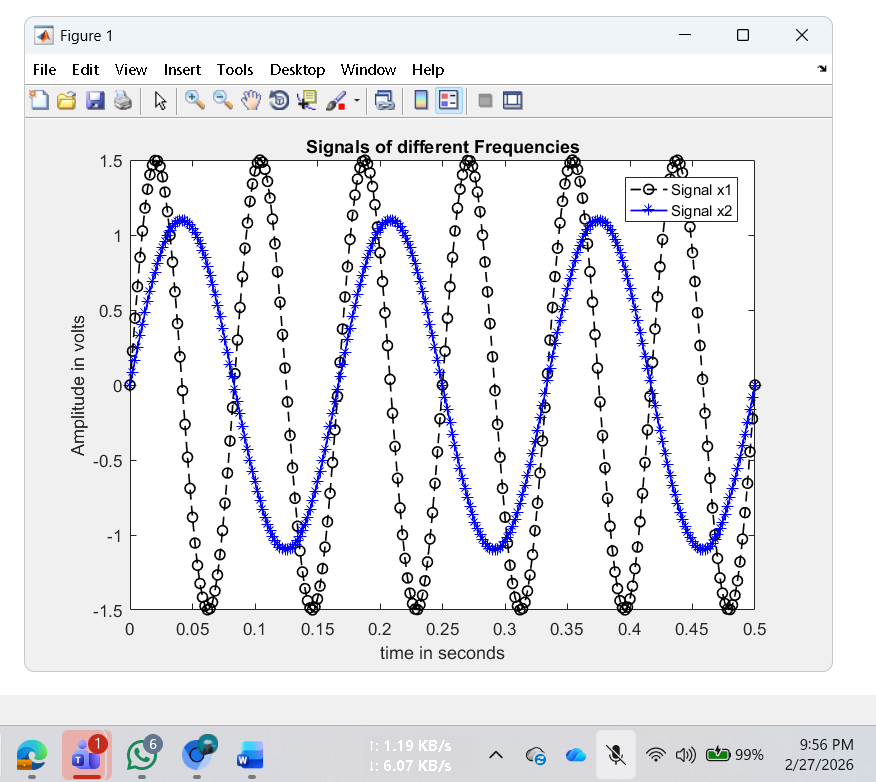 Figure 1
File Edit View Insert Tools Desktop Window Help
Signals of different Frequencies
Signal x1
Signal x2
1.5
1
0.5
0
-0.5
-1
-1.5
Amplitude in volts
0 0.05 0.1 0.15 0.2 0.25 0.3 0.35 0.4 0.45 0.5
time in seconds
1
T
6
W
↑: 1.19 KB/s
↓: 6.07 KB/s
99%
9:56 PM
2/27/2026